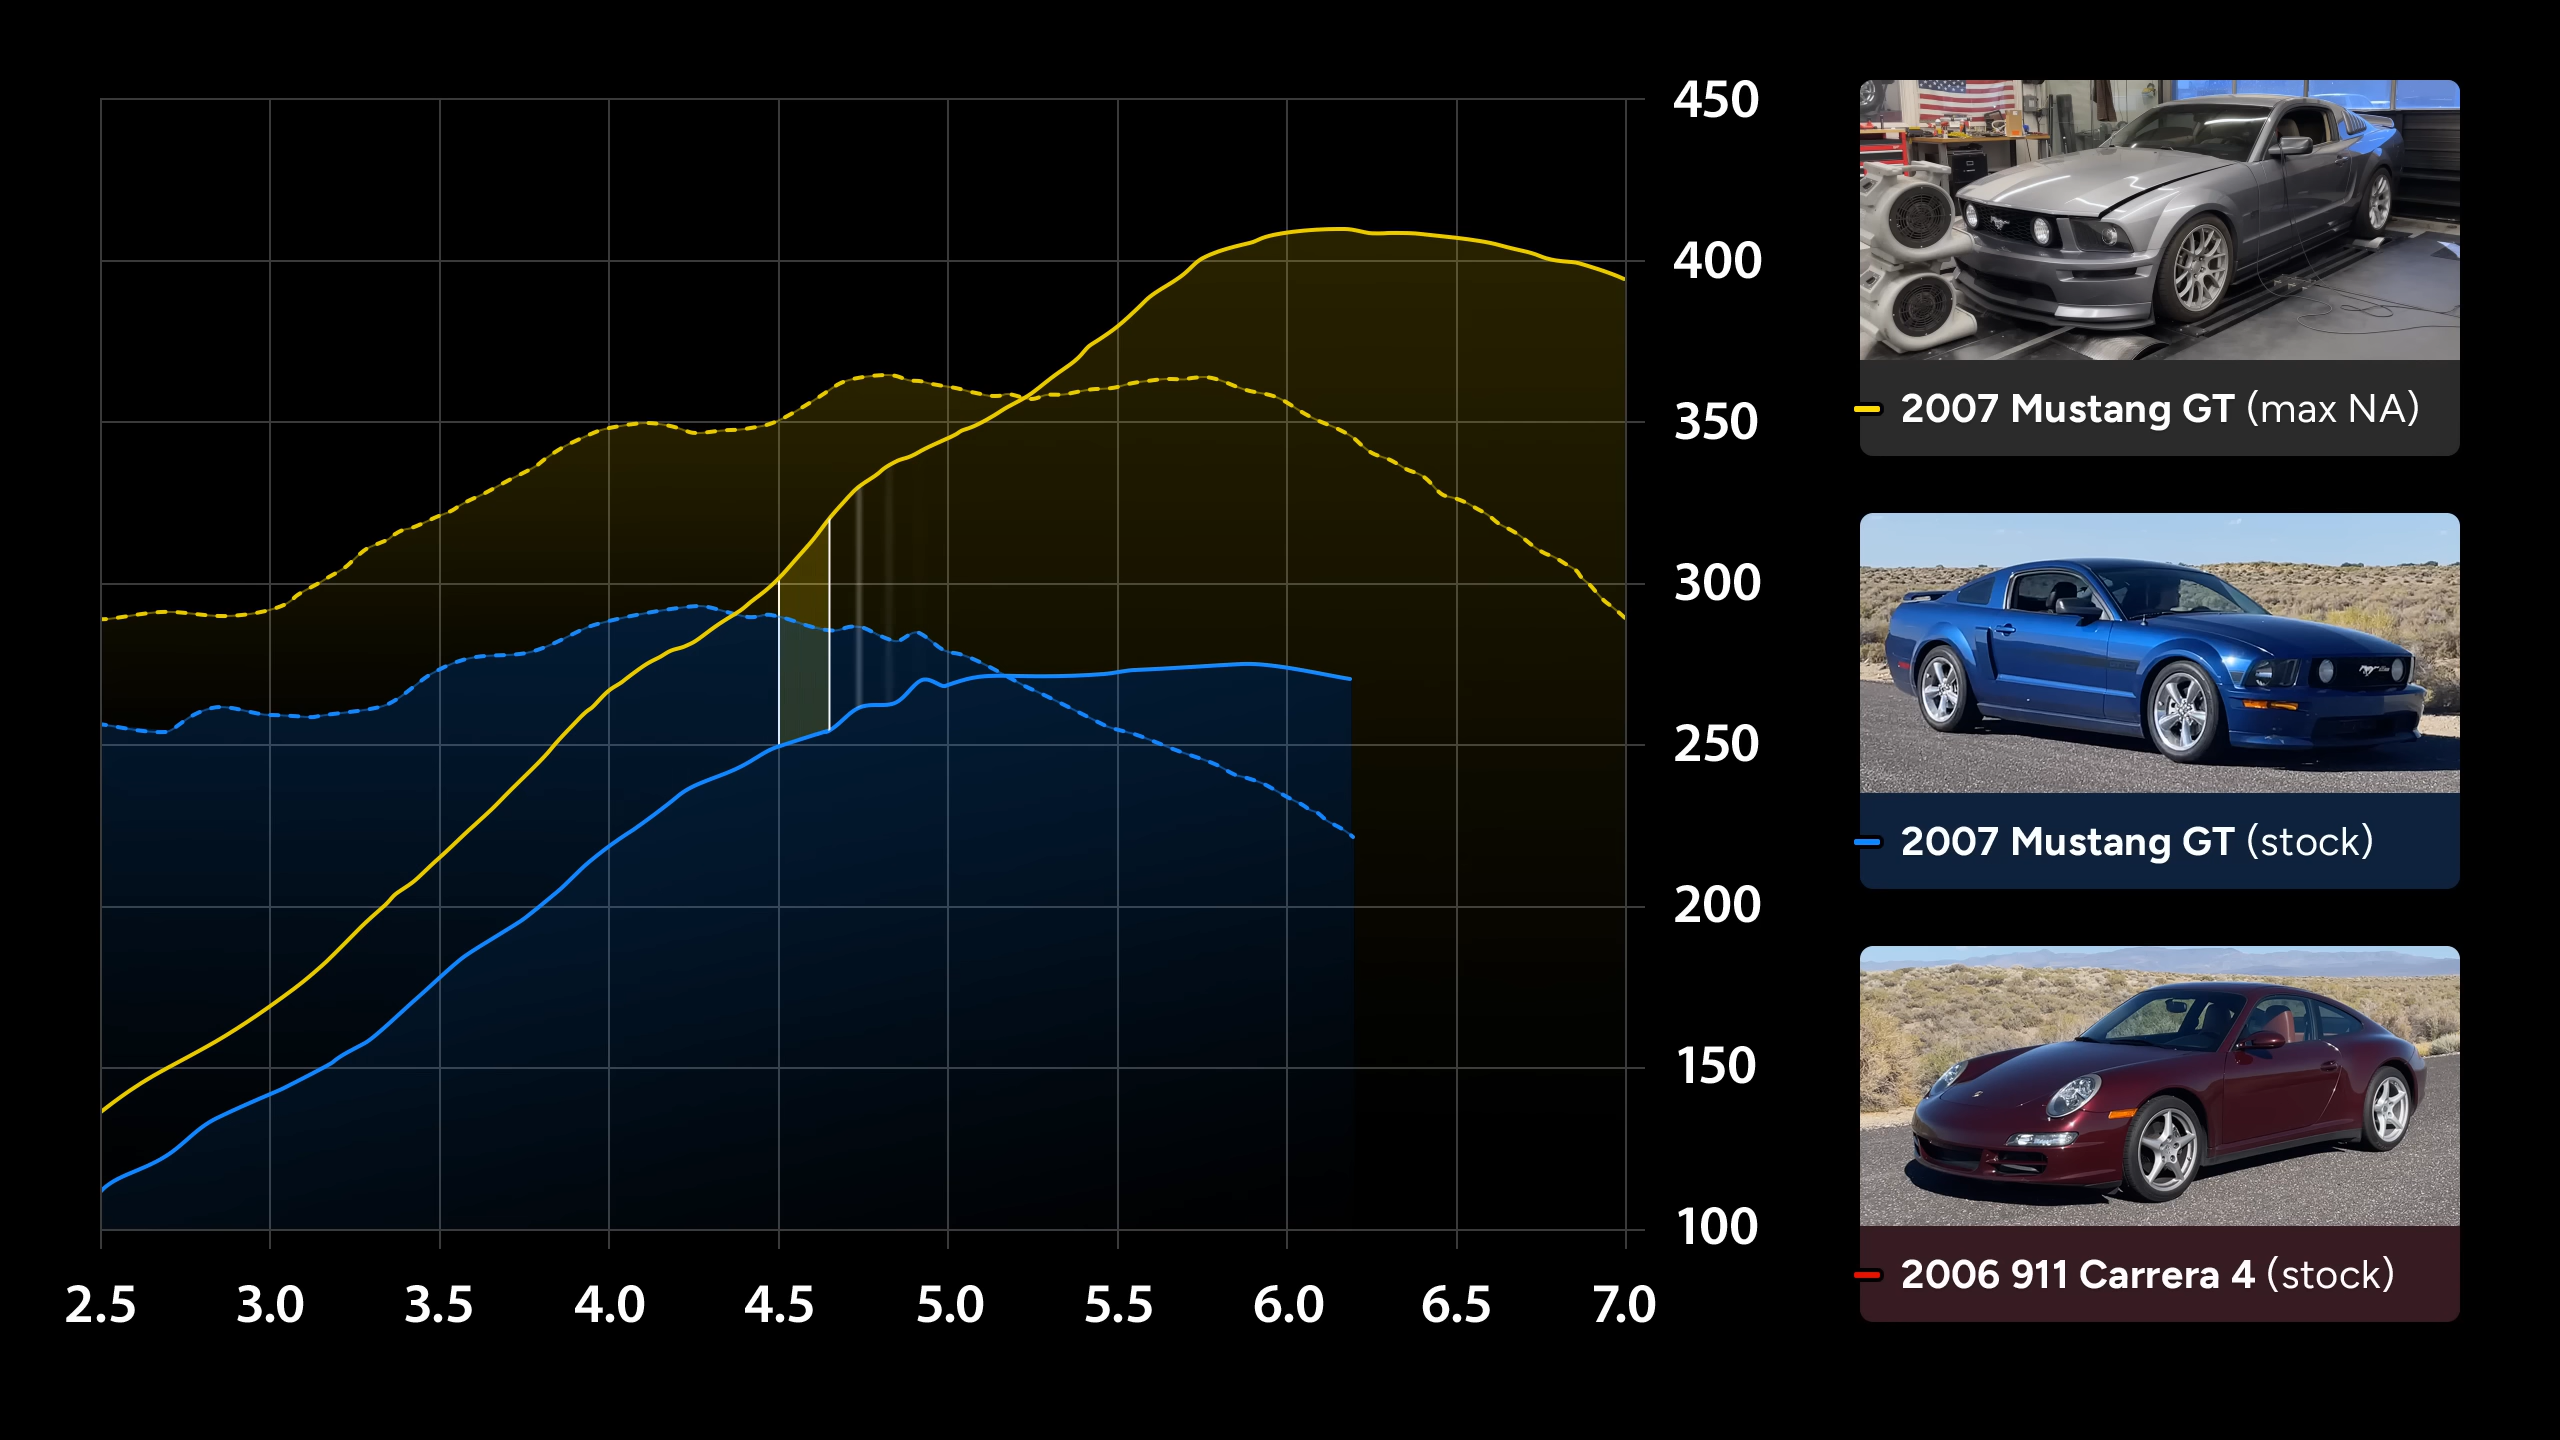 450
400
350
300
250
200
150
100
2.5 3.0 3.5 4.0 4.5 5.0 5.5 6.0 6.5 7.0
2007 Mustang GT (max NA)
2007 Mustang GT (stock)
2006 911 Carrera 4 (stock)